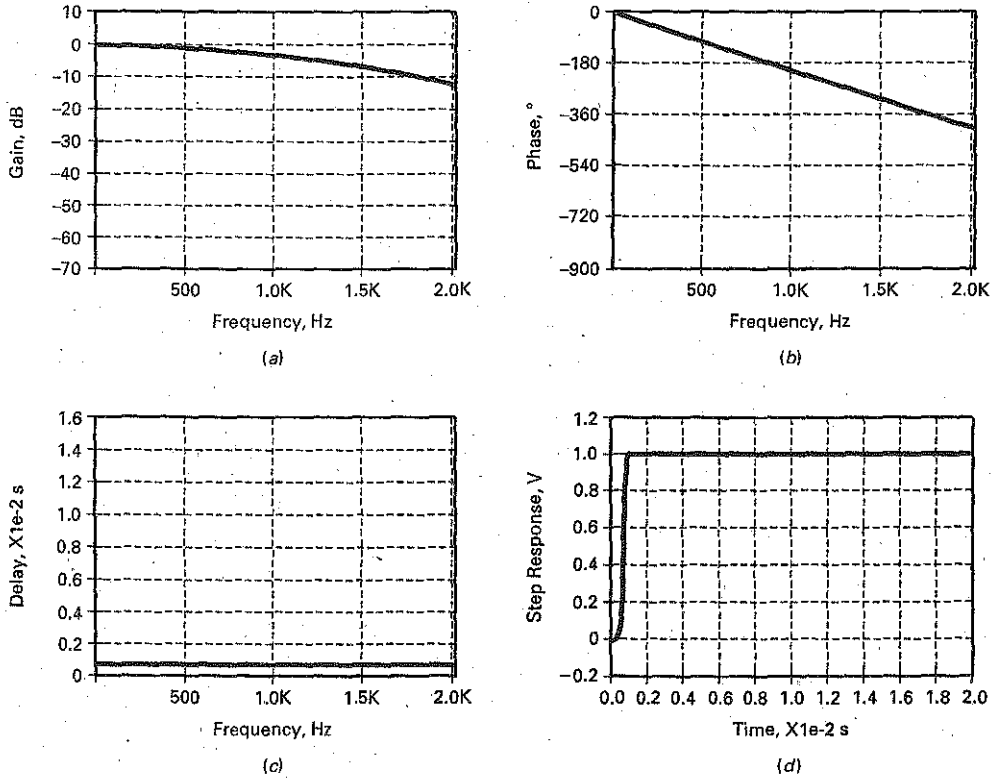 10
0
-10
-20
-30
-40
-50
-60
-70
Gain, dB
500 1.0K 1.5K 2.0K
Frequency, Hz
(a)
0
-180
-360
-540
-720
-900
Phase, °
500 1.0K 1.5K 2.0K
Frequency, Hz
(b)
1.6
1.4
1.2
1.0
0.8
0.6
0.4
0.2
0.
Delay, X1e-2 s
500 1.0K 1.5K 2.0K
Frequency, Hz
(c)
1.2
1.0
0.8
0.6
0.4
0.2
0
-0.2
Step Response, V
0.0 0.2 0.4 0.6 0.8 1.0 1.2 1.4 1.6 1.8 2.0
Time, X1e-2 s
(d)